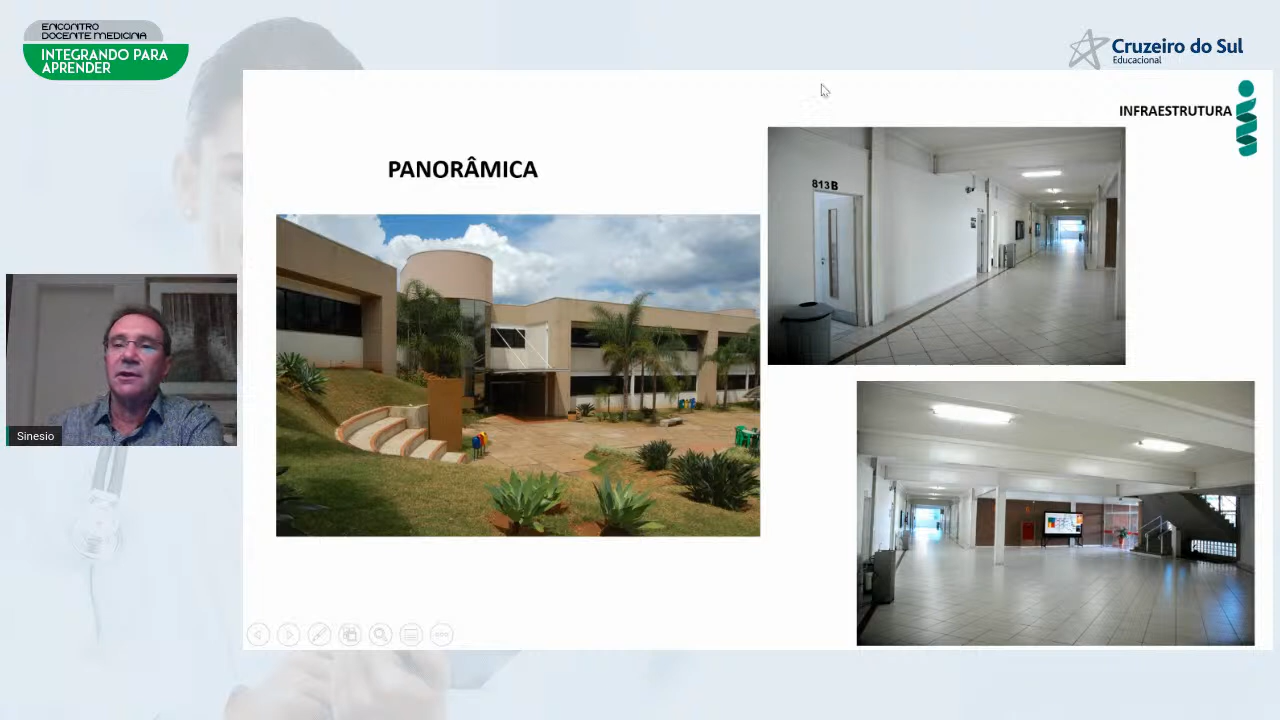 ENCONTRO
DOCENTE MEDICINA
INTEGRANDO PARA
APRENDER
Cruzeiro do Sul
Educacional
INFRAESTRUTURA
PANORÂMICA
813B
Sinesio